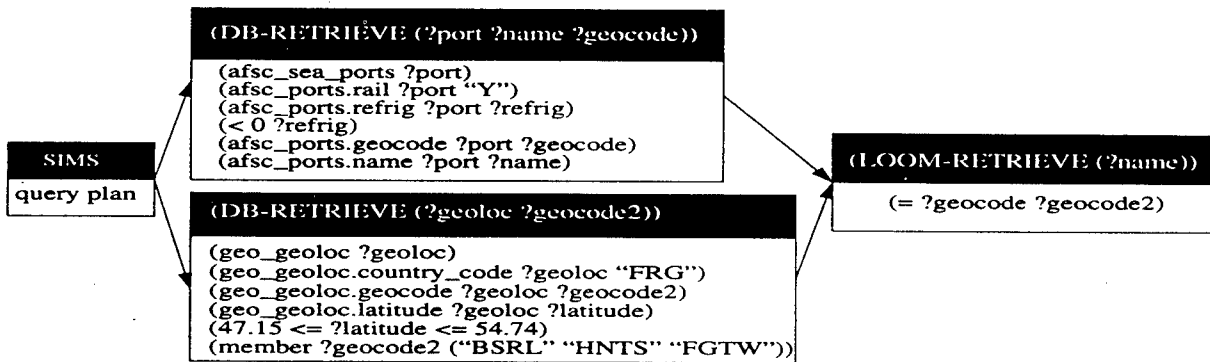 SIMS
query plan
(DB-RETRIEVE (?port ?name ?geocode))
(afsc_sea_ports ?port)
(afsc_ports.rail ?port “Y”)
(afsc_ports.refrig ?port ?refrig)
(< 0 ?refrig)
(afsc_ports.geocode ?port ?geocode)
(afsc_ports.name ?port ?name)
(DB-RETRIEVE (?geoloc ?geocode2))
(geo_geoloc ?geoloc)
(geo_geoloc.country_code ?geoloc “FRG”)
(geo_geoloc.geocode ?geoloc ?geocode2)
(geo_geoloc.latitude ?geoloc ?latitude)
(47.15 <= ?latitude <= 54.74)
(member ?geocode2 (“BSRL” “HNTS” “FGTW”))
(LOOM-RETRIEVE (?name))
(= ?geocode ?geocode2)